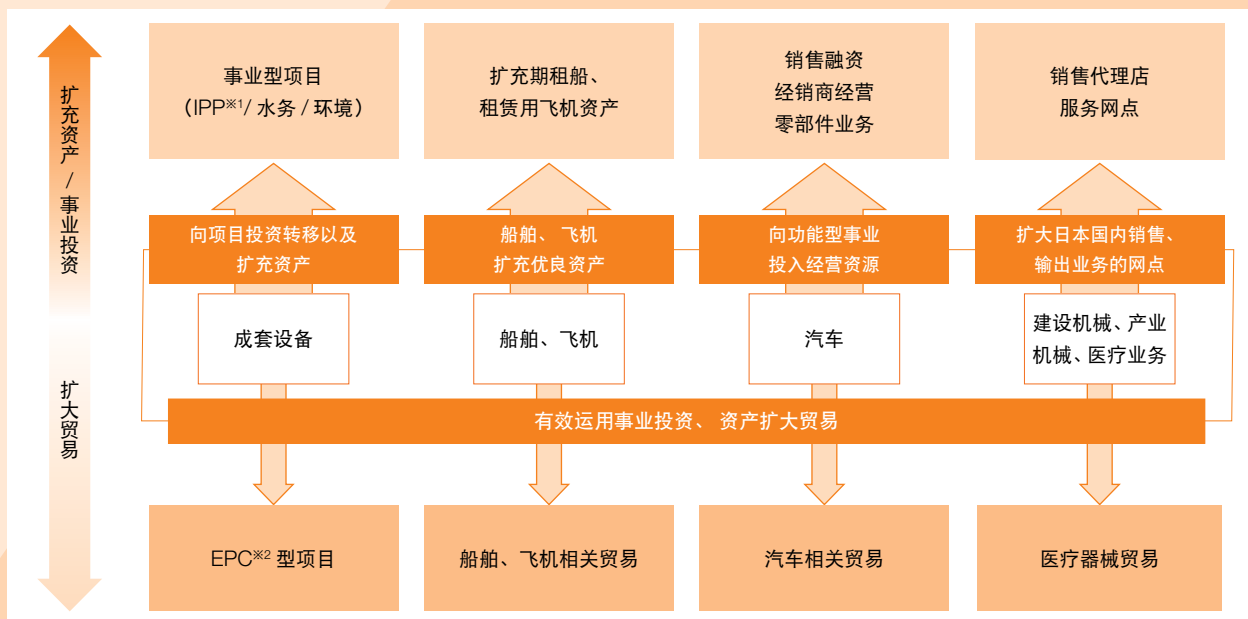 扩充资产 / 事业投资
扩大贸易
事业型项目
（IPP※1/ 水务 / 环境）
扩充期租船、
租赁用飞机资产
销售融资
经销商经营
零部件业务
销售代理店
服务网点
向项目投资转移以及
扩充资产
船舶、飞机
扩充优良资产
向功能型事业
投入经营资源
扩大日本国内销售、
输出业务的网点
成套设备
船舶、飞机
汽车
建设机械、产业
机械、医疗业务
有效运用事业投资、 资产扩大贸易
EPC※2 型项目
船舶、飞机相关贸易
汽车相关贸易
医疗器械贸易